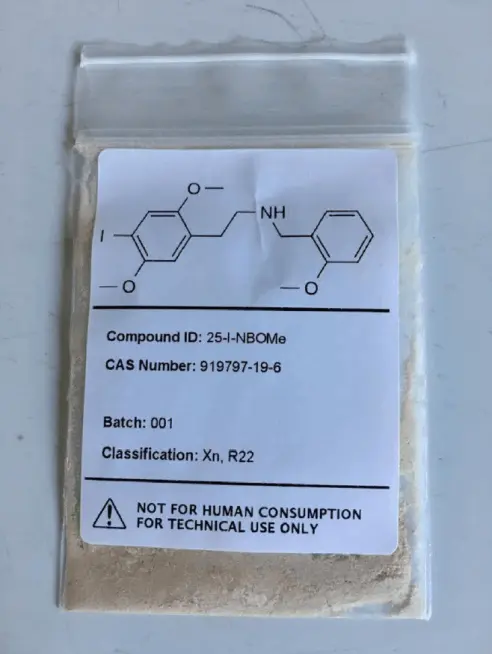 O
NH
I
O
O
Compound ID: 25-I-NBOMe
CAS Number: 919797-19-6
Batch: 001
Classification: Xn, R22
NOT FOR HUMAN CONSUMPTION
FOR TECHNICAL USE ONLY